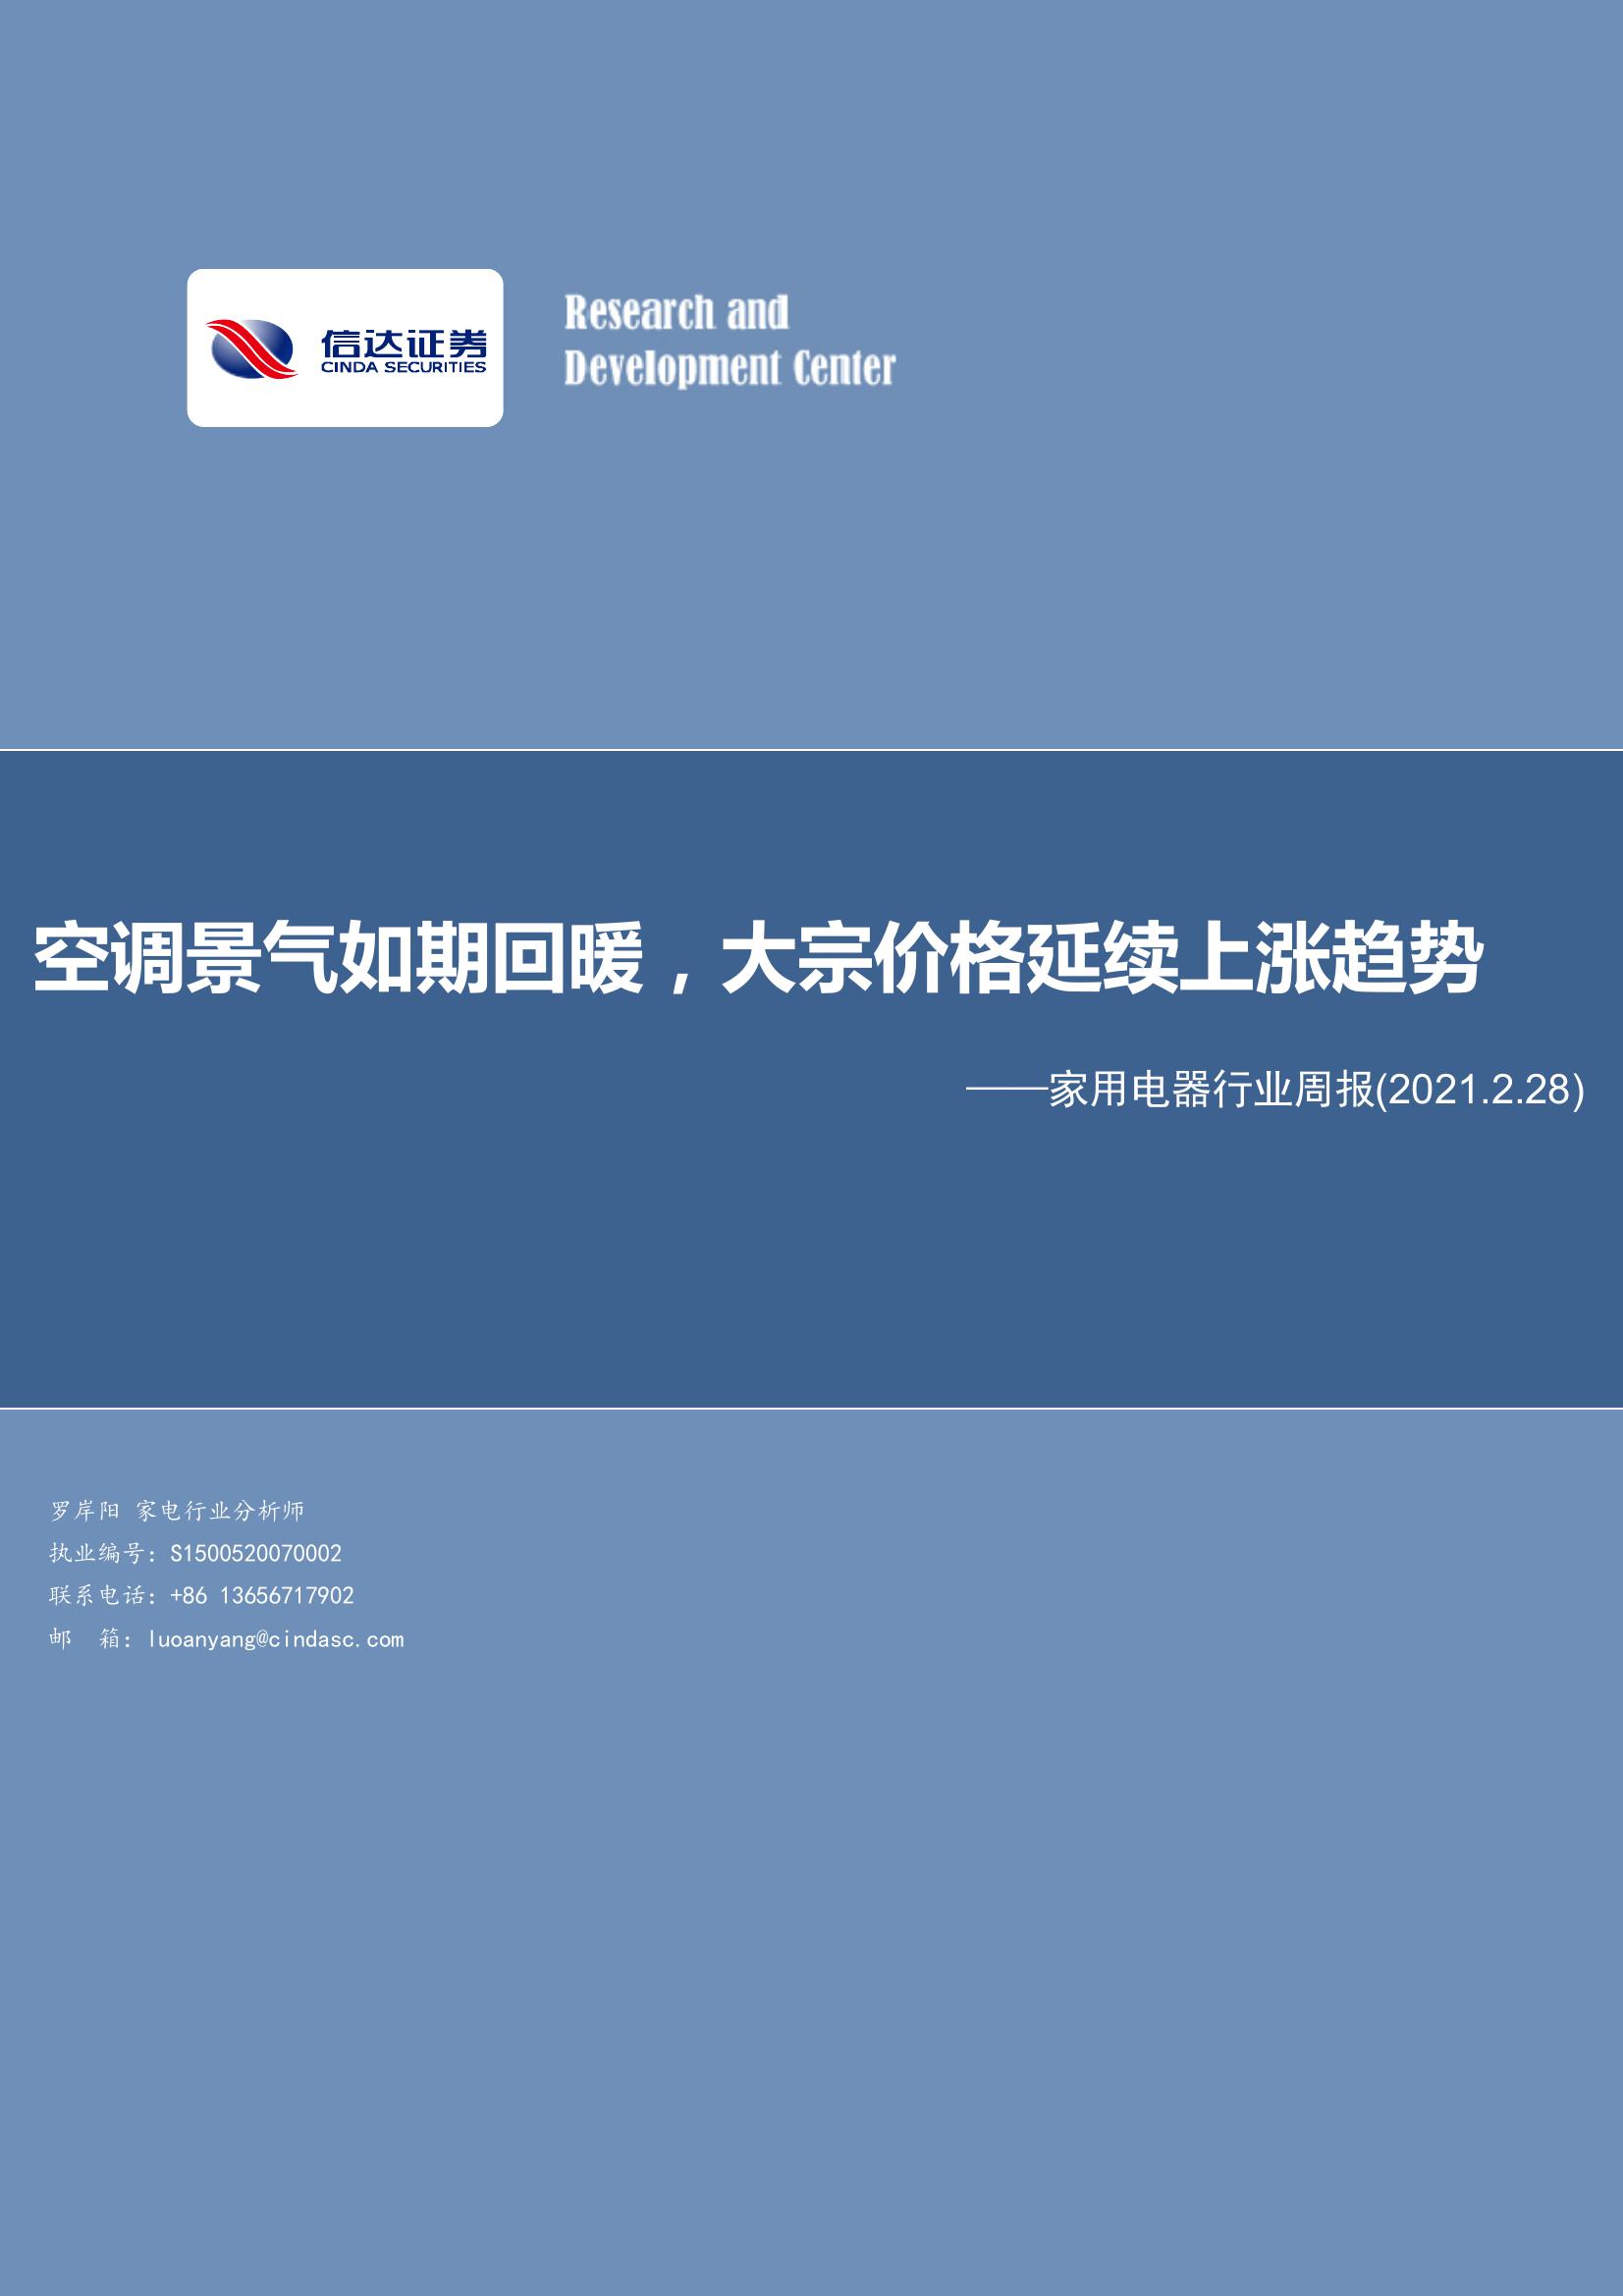 信达证券
CINDA SECURITIES
Research and
Development Center
空调景气如期回暖，大宗价格延续上涨趋势
——家用电器行业周报(2021.2.28)
罗岸阳 家电行业分析师
执业编号：S1500520070002
联系电话：+86 13656717902
邮 箱：luoanyang@cindasc.com